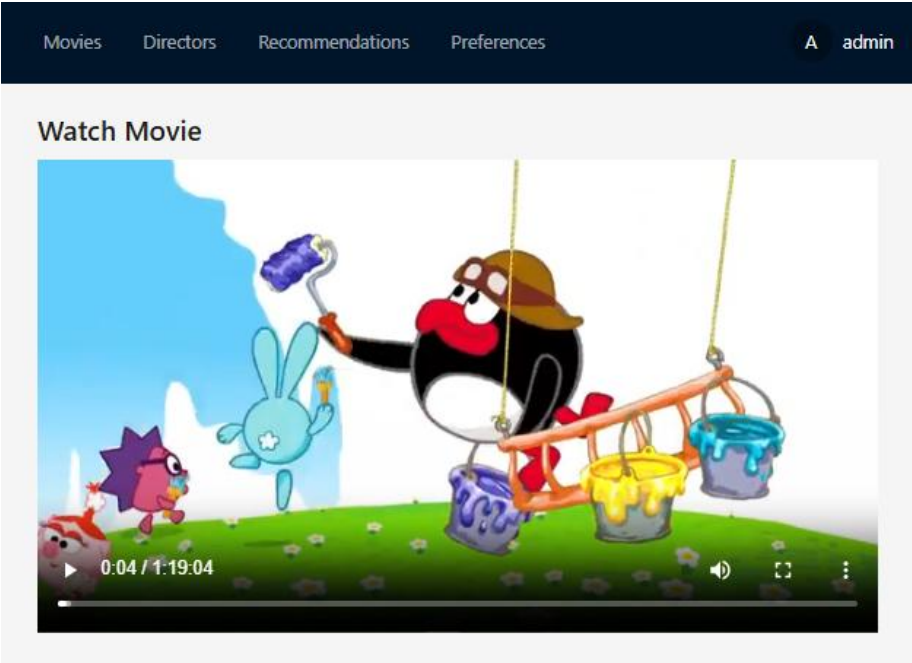 Movies Directors Recommendations Preferences A admin
Watch Movie
0:04 / 1:19:04